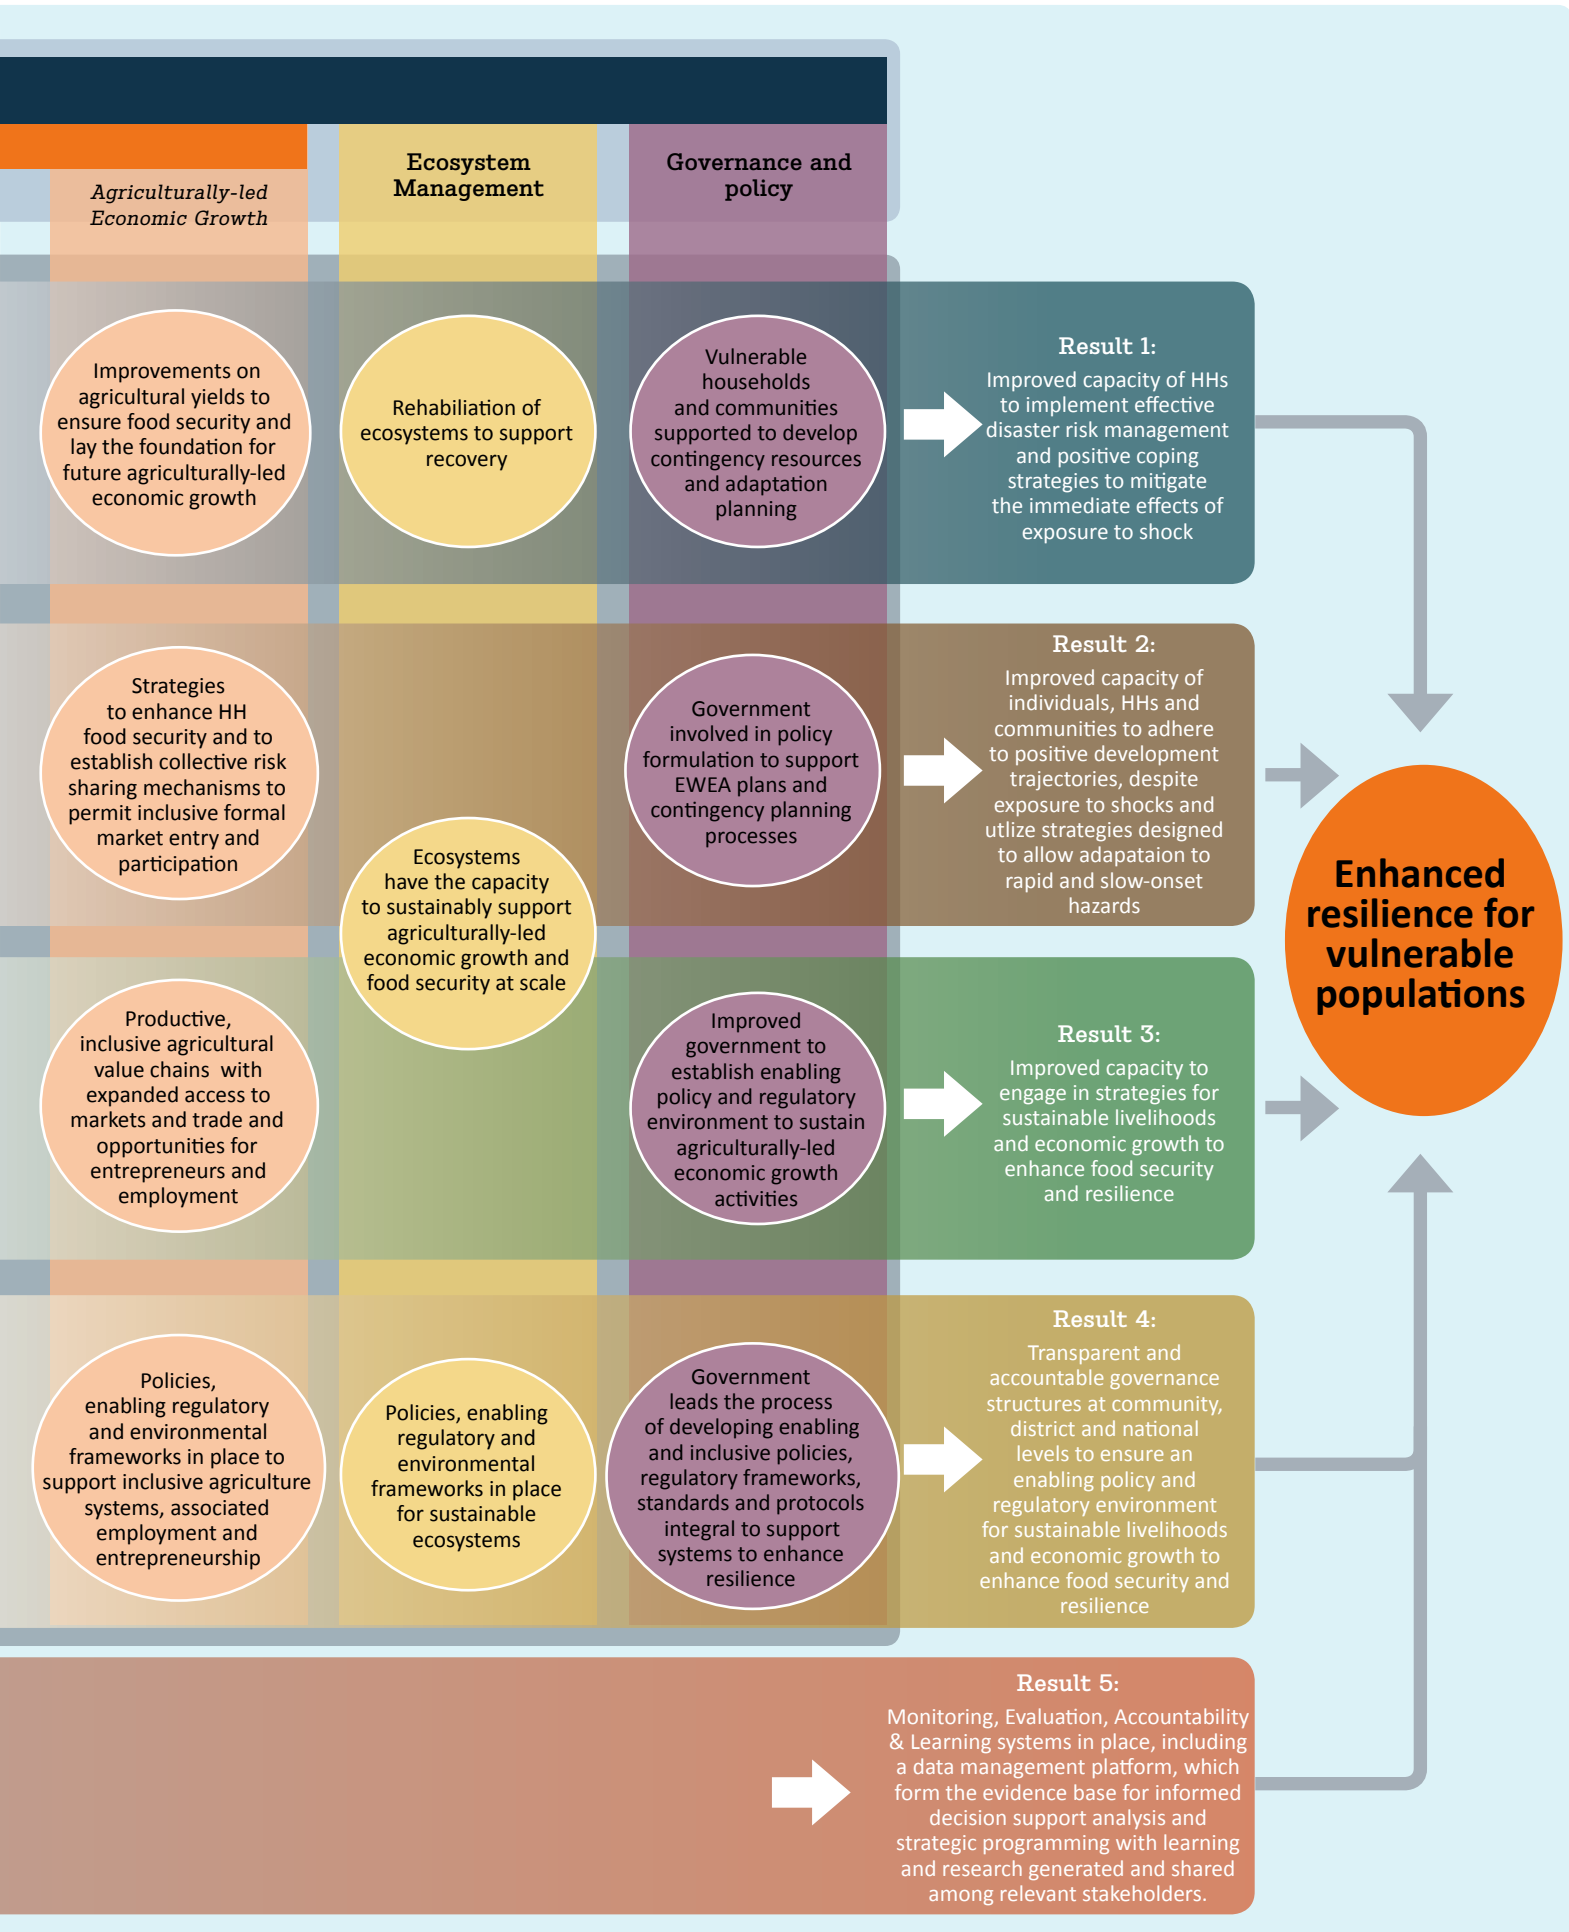 Agriculturally-led
Economic Growth
Ecosystem
Management
Governance and
policy
Improvements on
agricultural yields to
ensure food security and
lay the foundation for
future agriculturally-led
economic growth
Rehabiliation of
ecosystems to support
recovery
Vulnerable
households
and communities
supported to develop
contingency resources
and adaptation
planning
Result 1:
Improved capacity of HHs
to implement effective
disaster risk management
and positive coping
strategies to mitigate
the immediate effects of
exposure to shock
Strategies
to enhance HH
food security and to
establish collective risk
sharing mechanisms to
permit inclusive formal
market entry and
participation
Ecosystems
have the capacity
to sustainably support
agriculturally-led
economic growth and
food security at scale
Government
involved in policy
formulation to support
EWEA plans and
contingency planning
processes
Result 2:
Improved capacity of
individuals, HHs and
communities to adhere
to positive development
trajectories, despite
exposure to shocks and
utlize strategies designed
to allow adapataion to
rapid and slow-onset
hazards
Enhanced
resilience for
vulnerable
populations
Productive,
inclusive agricultural
value chains with
expanded access to
markets and trade and
opportunities for
entrepreneurs and
employment
Improved
government to
establish enabling
policy and regulatory
environment to sustain
agriculturally-led
economic growth
activities
Result 3:
Improved capacity to
engage in strategies for
sustainable livelihoods
and economic growth to
enhance food security
and resilience
Policies,
enabling regulatory
and environmental
frameworks in place to
support inclusive agriculture
systems, associated
employment and
entrepreneurship
Policies, enabling
regulatory and
environmental
frameworks in place
for sustainable
ecosystems
Government
leads the process
of developing enabling
and inclusive policies,
regulatory frameworks,
standards and protocols
integral to support
systems to enhance
resilience
Result 4:
Transparent and
accountable governance
structures at community,
district and national
levels to ensure an
enabling policy and
regulatory environment
for sustainable livelihoods
and economic growth to
enhance food security and
resilience
Result 5:
Monitoring, Evaluation, Accountability
& Learning systems in place, including
a data management platform, which
form the evidence base for informed
decision support analysis and
strategic programming with learning
and research generated and shared
among relevant stakeholders.